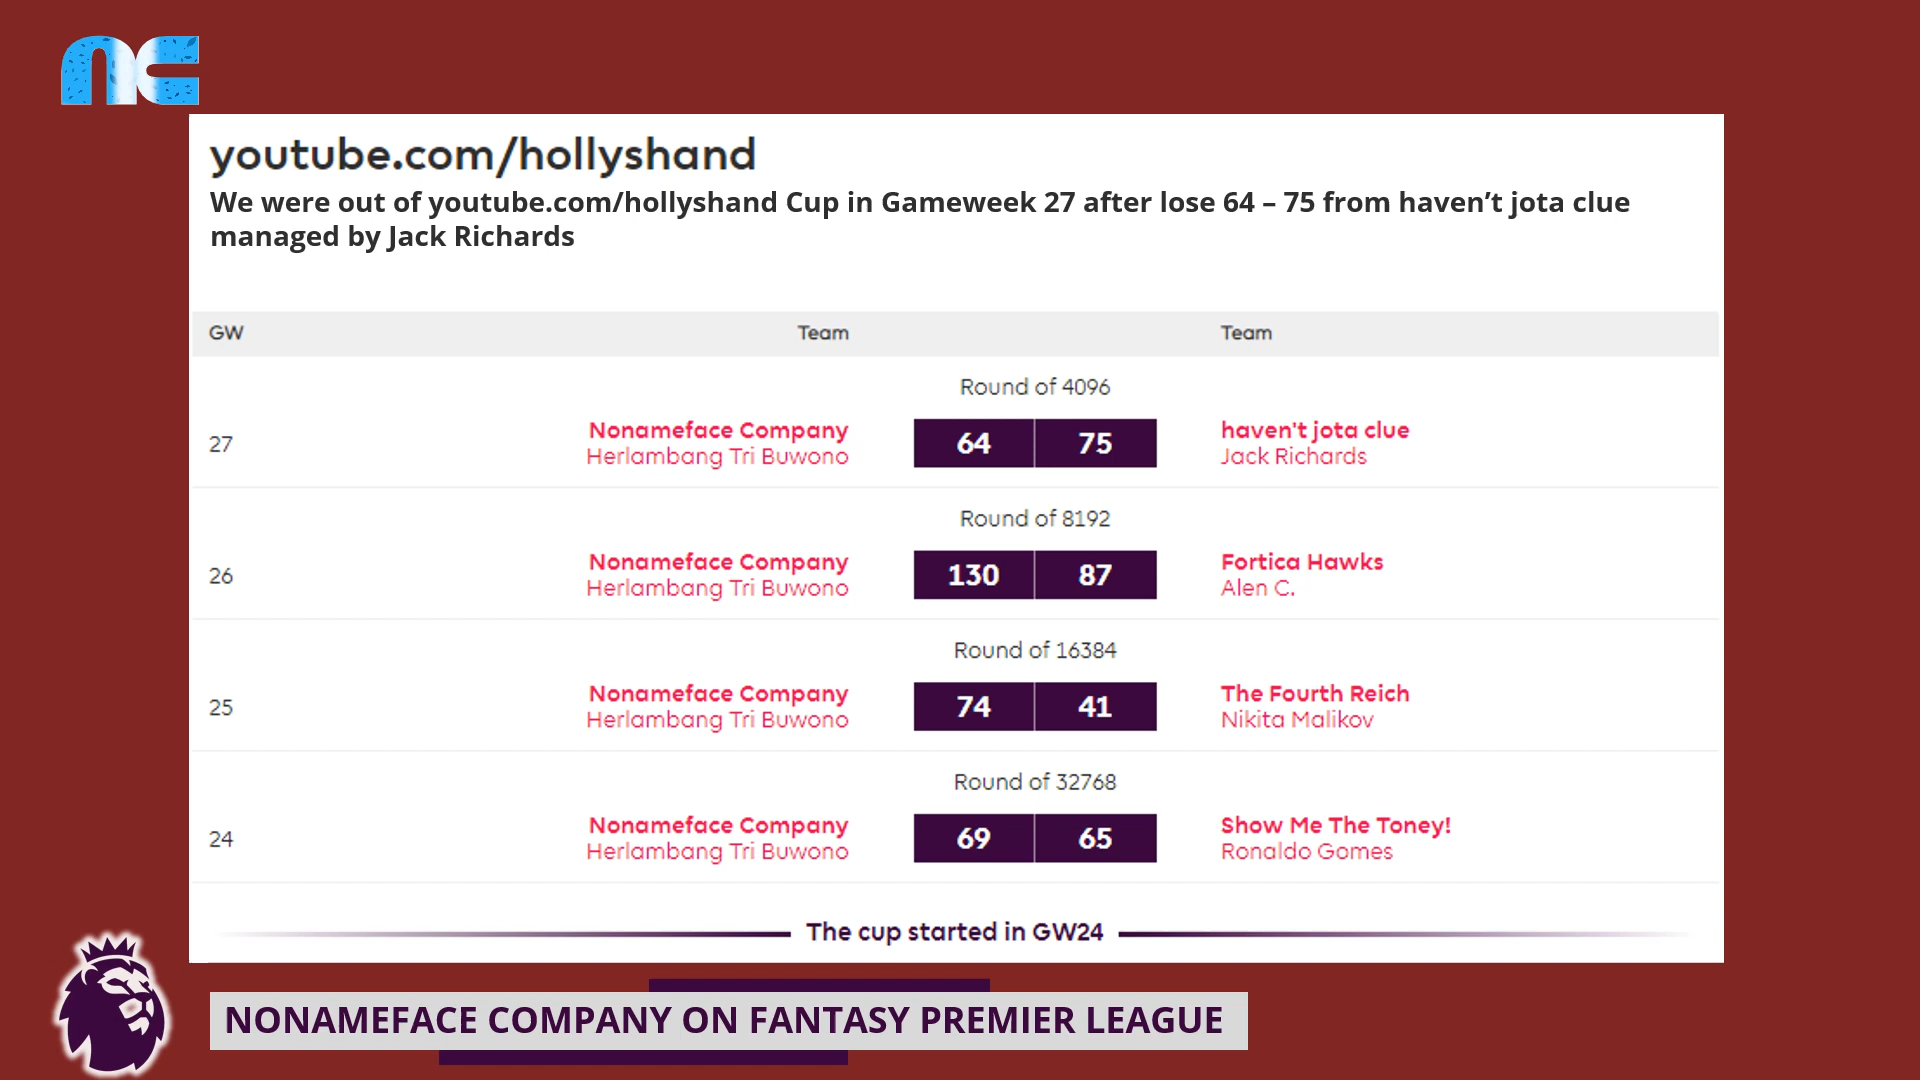 nc
youtube.com/hollyshand
We were out of youtube.com/hollyshand Cup in Gameweek 27 after lose 64 – 75 from haven’t jota clue
managed by Jack Richards
GW Team Team
Round of 4096
27 Nonameface Company 64 75 haven't jota clue
Herlambang Tri Buwono Jack Richards
Round of 8192
26 Nonameface Company 130 87 Fortica Hawks
Herlambang Tri Buwono Alen C.
Round of 16384
25 Nonameface Company 74 41 The Fourth Reich
Herlambang Tri Buwono Nikita Malikov
Round of 32768
24 Nonameface Company 69 65 Show Me The Toney!
Herlambang Tri Buwono Ronaldo Gomes
The cup started in GW24
NONAMEFACE COMPANY ON FANTASY PREMIER LEAGUE